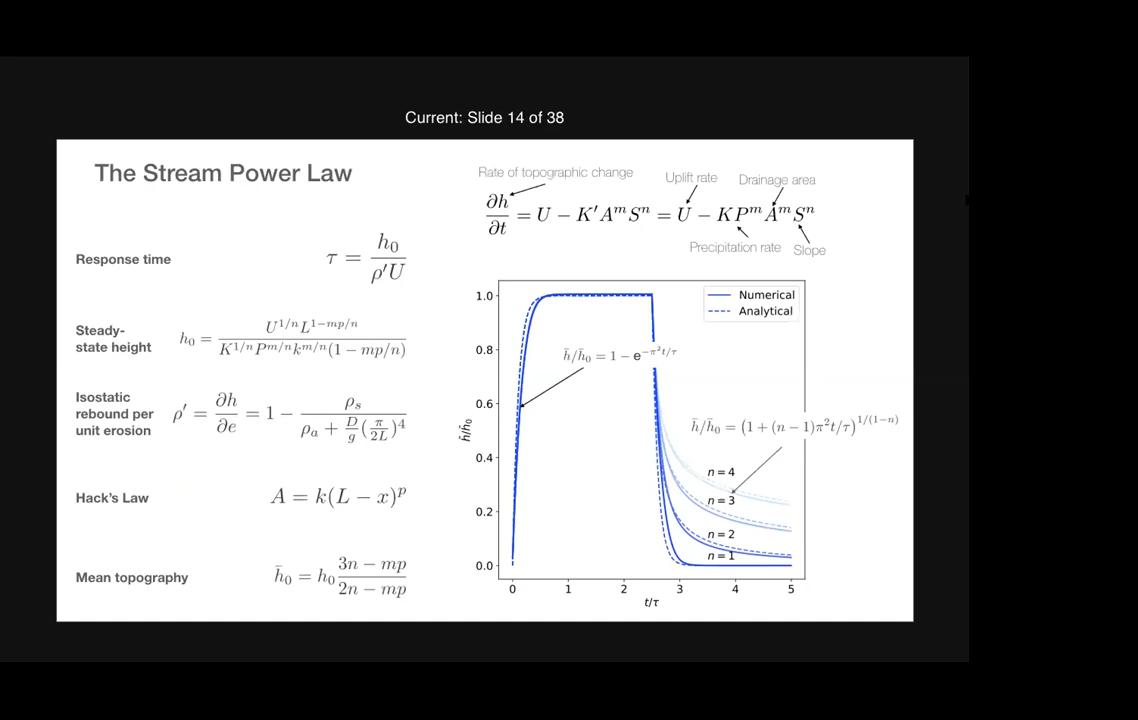 Current: Slide 14 of 38
The Stream Power Law
Rate of topographic change
Uplift rate
Drainage area
∂h/∂t = U − K′AᵐSⁿ = U − KPᵐAᵐSⁿ
Precipitation rate
Slope
Response time
τ = h₀/(ρ′U)
Steady-
state height
h₀ = U^{1/n}L^{1−mp/n}/(K^{1/n}P^{m/n}k^{m/n}(1 − mp/n))
Isostatic
rebound per
unit erosion
ρ′ = ∂h/∂e = 1 − ρₛ/(ρₐ + (D/g)(π/2L)⁴)
Hack's Law
A = k(L − x)ᵖ
Mean topography
h̄₀ = h₀ (3n − mp)/(2n − mp)
Numerical
Analytical
h̄/h̄₀ = 1 − e^{−π²t/τ}
h̄/h̄₀ = (1 + (n − 1)π²t/τ)^{1/(1−n)}
n = 4
n = 3
n = 2
n = 1
1.0
0.8
0.6
0.4
0.2
0.0
h̄/h̄₀
0 1 2 3 4 5
t/τ